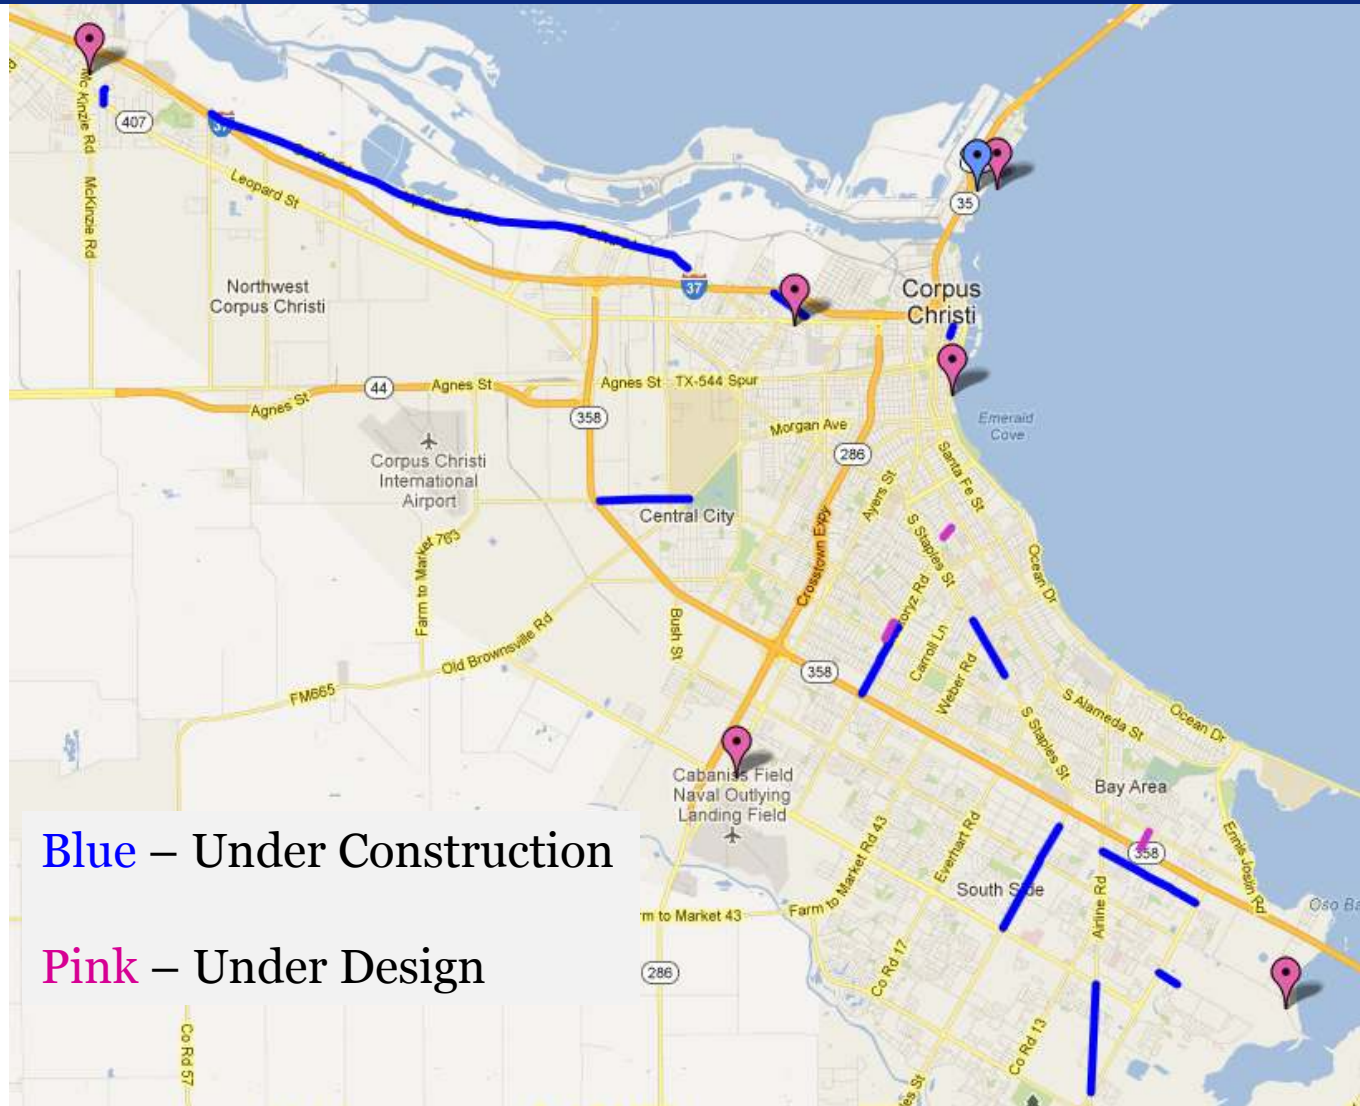 Mc Kinzie Rd
McKinzie Rd
407
37
Leopard St
Northwest
Corpus Christi
37
35
Corpus
Christi
44
Agnes St
Agnes St
Agnes St
TX-544 Spur
358
Morgan Ave
286
Emerald
Cove
Corpus Christi
International
Airport
Central City
Santa Fe St
Ayers St
S Staples St
Ocean Dr
Crosstown Expy
Farm to Market 763
Old Brownsville Rd
Bush St
FM665
Carroll Ln
Weber Rd
358
S Alameda St
Ocean Dr
S Staples St
Cabaniss Field
Naval Outlying
Landing Field
Bay Area
Ennis Joslin Rd
358
Farm to Market Rd 43
Everhart Rd
South Side
Airline Rd
Farm to
m to Market 43
286
Co Rd 17
Co Rd 13
Co Rd 57
Oso Ba
Blue – Under Construction
Pink – Under Design